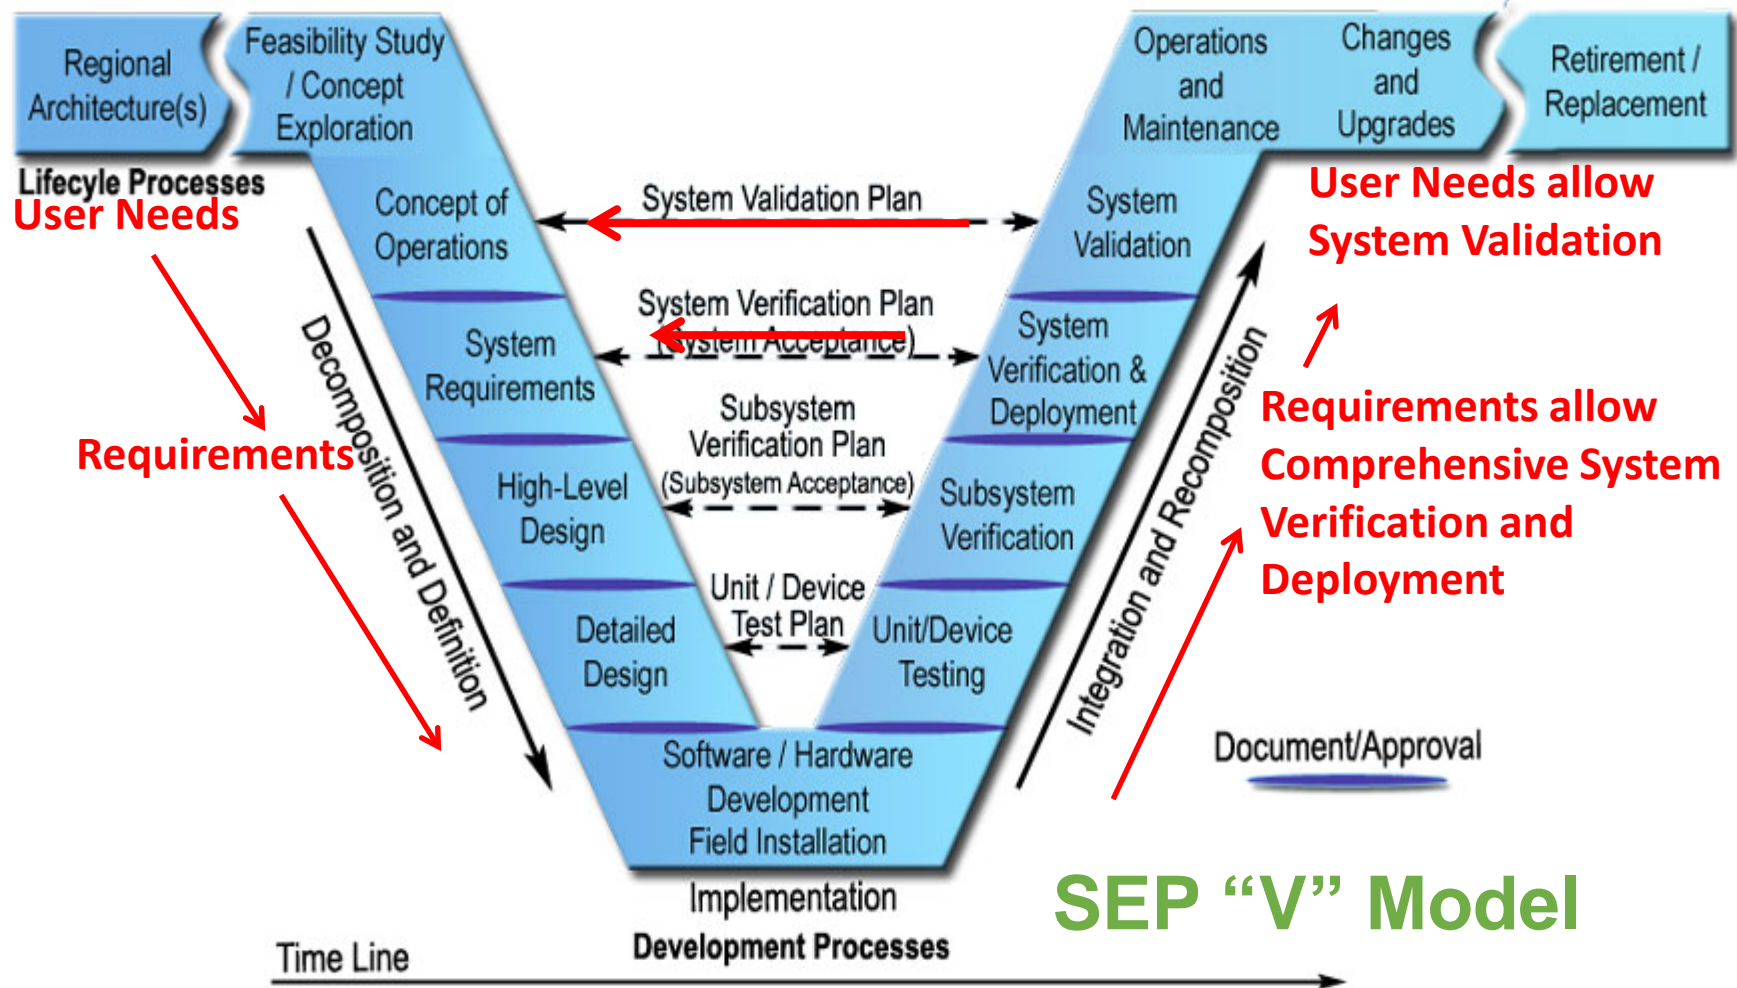 Regional
Architecture(s)
Feasibility Study
/ Concept
Exploration
Operations
and
Maintenance
Changes
and
Upgrades
Retirement /
Replacement
Lifecyle Processes
User Needs
Concept of
Operations
System Validation Plan
System
Validation
User Needs allow
System Validation
Decomposition and Definition
System
Requirements
System Verification Plan
(System Acceptance)
System
Verification &
Deployment
Integration and Recomposition
Requirements
Requirements allow
Comprehensive System
Verification and
Deployment
High-Level
Design
Subsystem
Verification Plan
(Subsystem Acceptance)
Subsystem
Verification
Detailed
Design
Unit / Device
Test Plan
Unit/Device
Testing
Software / Hardware
Development
Field Installation
Document/Approval
Implementation
Development Processes
SEP “V” Model
Time Line